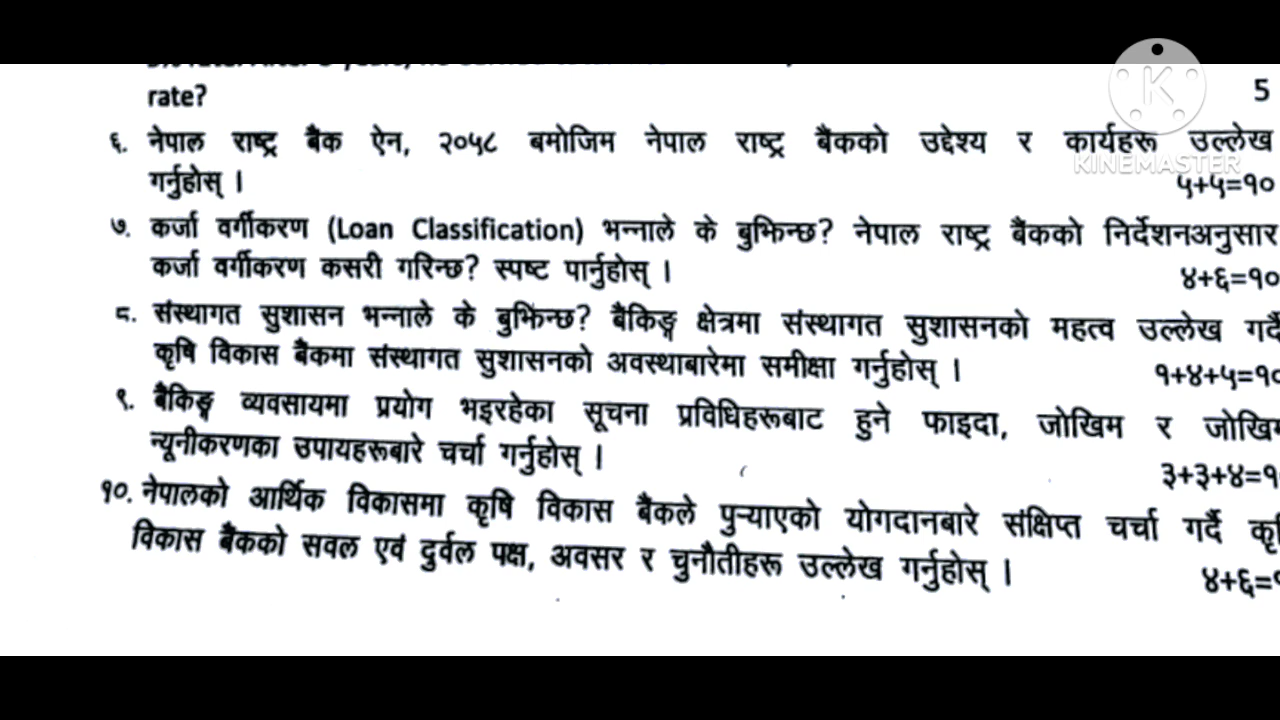 rate?
5
६. नेपाल राष्ट्र बैंक ऐन, २०५८ बमोजिम नेपाल राष्ट्र बैंकको उद्देश्य र कार्यहरू उल्लेख
गर्नुहोस् ।
५+५=१०
७. कर्जा वर्गीकरण (Loan Classification) भन्नाले के बुझिन्छ? नेपाल राष्ट्र बैंकको निर्देशनअनुसार
कर्जा वर्गीकरण कसरी गरिन्छ? स्पष्ट पार्नुहोस् ।
४+६=१०
८. संस्थागत सुशासन भन्नाले के बुझिन्छ? बैंकिङ्ग क्षेत्रमा संस्थागत सुशासनको महत्व उल्लेख गर्दै
कृषि विकास बैंकमा संस्थागत सुशासनको अवस्थाबारेमा समीक्षा गर्नुहोस् ।
१+४+५=१०
९. बैंकिङ्ग व्यवसायमा प्रयोग भइरहेका सूचना प्रविधिहरूबाट हुने फाइदा, जोखिम र जोखिम
न्यूनीकरणका उपायहरूबारे चर्चा गर्नुहोस् ।
३+३+४=१
१०. नेपालको आर्थिक विकासमा कृषि विकास बैंकले पुऱ्याएको योगदानबारे संक्षिप्त चर्चा गर्दै
विकास बैंकको सवल एवं दुर्वल पक्ष, अवसर र चुनौतीहरू उल्लेख गर्नुहोस् ।
४+६=
KINEMASTER